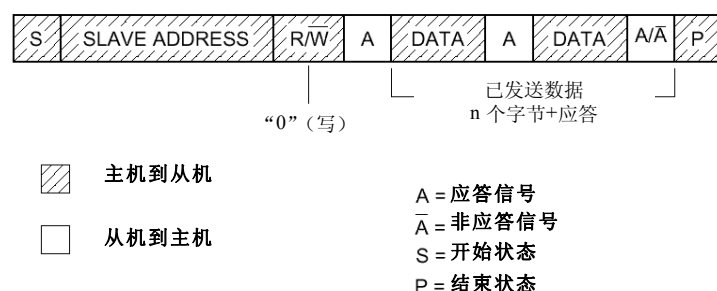 S SLAVE ADDRESS R/W̅ A DATA A DATA A/A̅ P
已发送数据
n 个字节+应答
“0”（写）
主机到从机
从机到主机
A = 应答信号
A̅ = 非应答信号
S = 开始状态
P = 结束状态